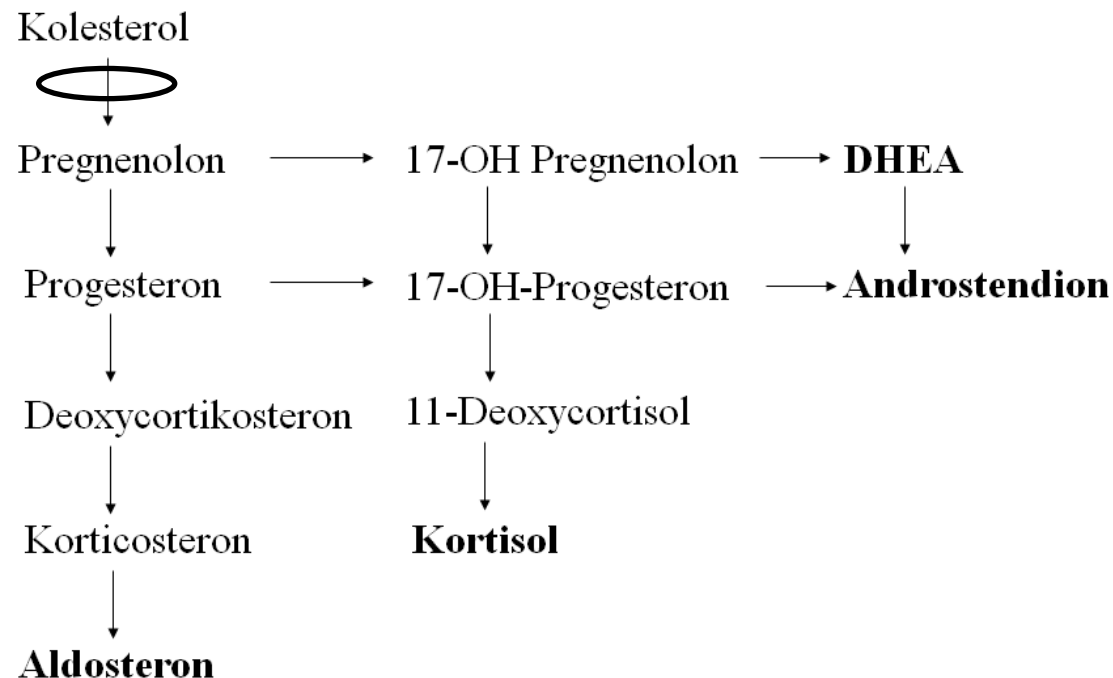 Kolesterol
Pregnenolon 17-OH Pregnenolon DHEA
Progesteron 17-OH-Progesteron Androstendion
Deoxycortikosteron 11-Deoxycortisol
Korticosteron Kortisol
Aldosteron